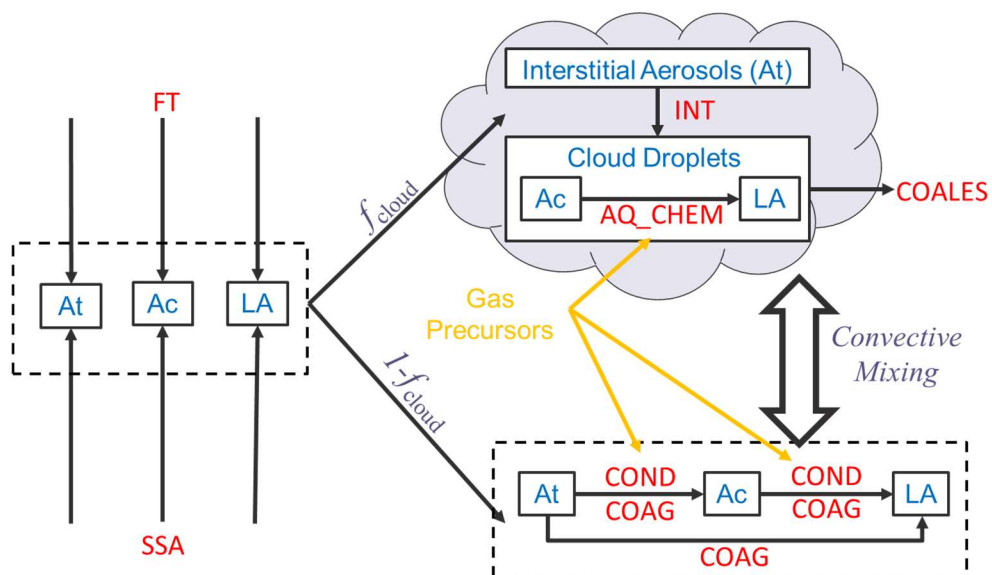 FT
At
Ac
LA
SSA
f cloud
1-f cloud
Interstitial Aerosols (At)
INT
Cloud Droplets
Ac
LA
AQ_CHEM
COALES
Gas
Precursors
Convective
Mixing
At
COND
COAG
Ac
COND
COAG
LA
COAG